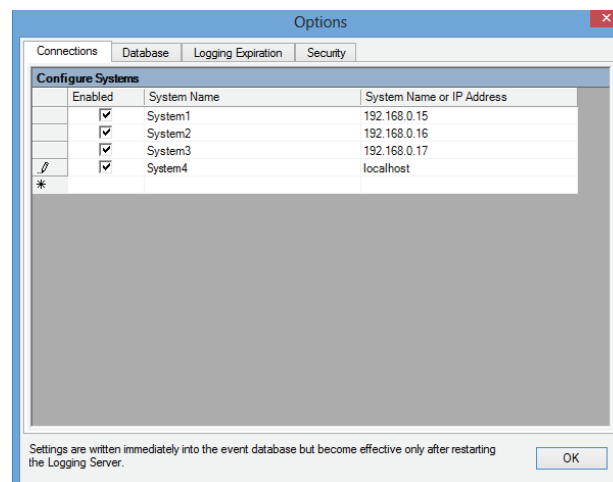 Options
Connections Database Logging Expiration Security
Configure Systems
Enabled System Name System Name or IP Address
System1 192.168.0.15
System2 192.168.0.16
System3 192.168.0.17
System4 localhost
Settings are written immediately into the event database but become effective only after restarting
the Logging Server.
OK